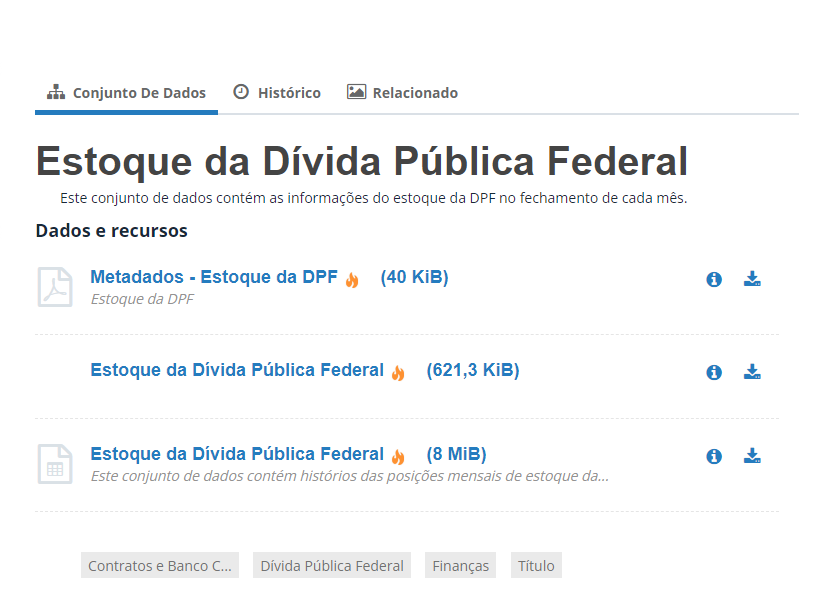 Conjunto De Dados Histórico Relacionado
Estoque da Dívida Pública Federal
Este conjunto de dados contém as informações do estoque da DPF no fechamento de cada mês.
Dados e recursos
Metadados - Estoque da DPF (40 KiB)
Estoque da DPF
Estoque da Dívida Pública Federal (621,3 KiB)
Estoque da Dívida Pública Federal (8 MiB)
Este conjunto de dados contém histórios das posições mensais de estoque da...
Contratos e Banco C... Dívida Pública Federal Finanças Título